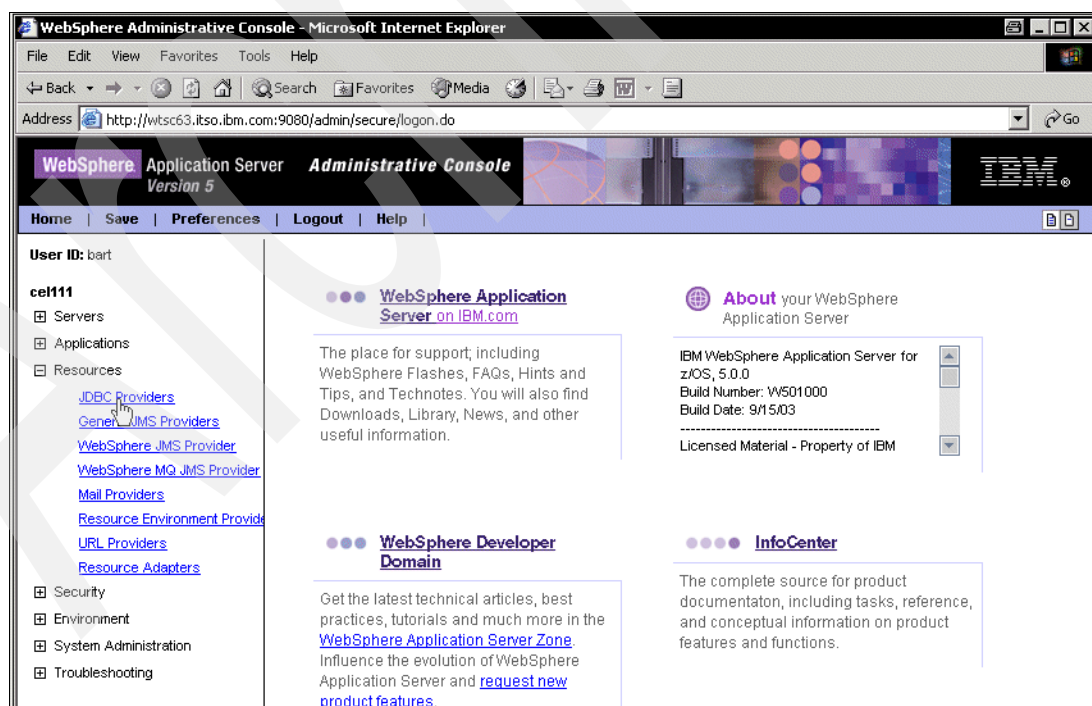 WebSphere Administrative Console - Microsoft Internet Explorer
File Edit View Favorites Tools Help
Back Search Favorites Media
Address http://wtsc63.itso.ibm.com:9080/admin/secure/logon.do Go
WebSphere. Application Server Administrative Console
Version 5
IBM®
Home | Save | Preferences | Logout | Help |
User ID: bart
cel111
Servers
Applications
Resources
JDBC Providers
JMS Providers
WebSphere JMS Provider
WebSphere MQ JMS Provider
Mail Providers
Resource Environment Provide
URL Providers
Resource Adapters
Security
Environment
System Administration
Troubleshooting
WebSphere Application
Server on IBM.com
The place for support; including
WebSphere Flashes, FAQs, Hints and
Tips, and Technotes. You will also find
Downloads, Library, News, and other
useful information.
About your WebSphere
Application Server
IBM WebSphere Application Server for
z/OS, 5.0.0
Build Number: W501000
Build Date: 9/15/03
----------------------------------------
Licensed Material - Property of IBM
WebSphere Developer
Domain
Get the latest technical articles, best
practices, tutorials and much more in the
WebSphere Application Server Zone.
Influence the evolution of WebSphere
Application Server and request new
product features.
InfoCenter
The complete source for product
documentaton, including tasks, reference,
and conceptual information on product
features and functions.